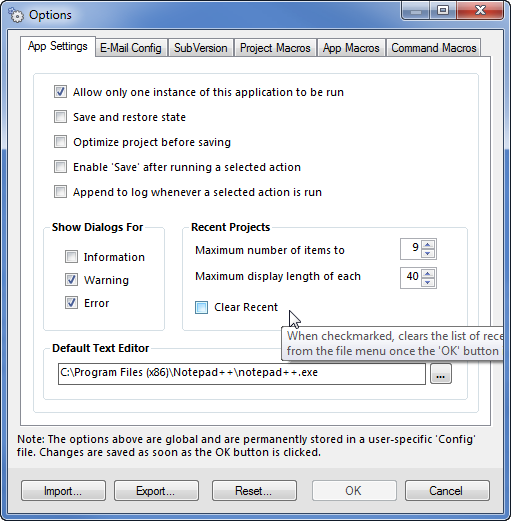 Options
App Settings E-Mail Config SubVersion Project Macros App Macros Command Macros
Allow only one instance of this application to be run
Save and restore state
Optimize project before saving
Enable 'Save' after running a selected action
Append to log whenever a selected action is run
Show Dialogs For
Information
Warning
Error
Recent Projects
Maximum number of items to 9
Maximum display length of each 40
Clear Recent
When checkmarked, clears the list of rece
from the file menu once the 'OK' button
Default Text Editor
C:\Program Files (x86)\Notepad++\notepad++.exe ...
Note: The options above are global and are permanently stored in a user-specific 'Config'
file. Changes are saved as soon as the OK button is clicked.
Import... Export... Reset... OK Cancel